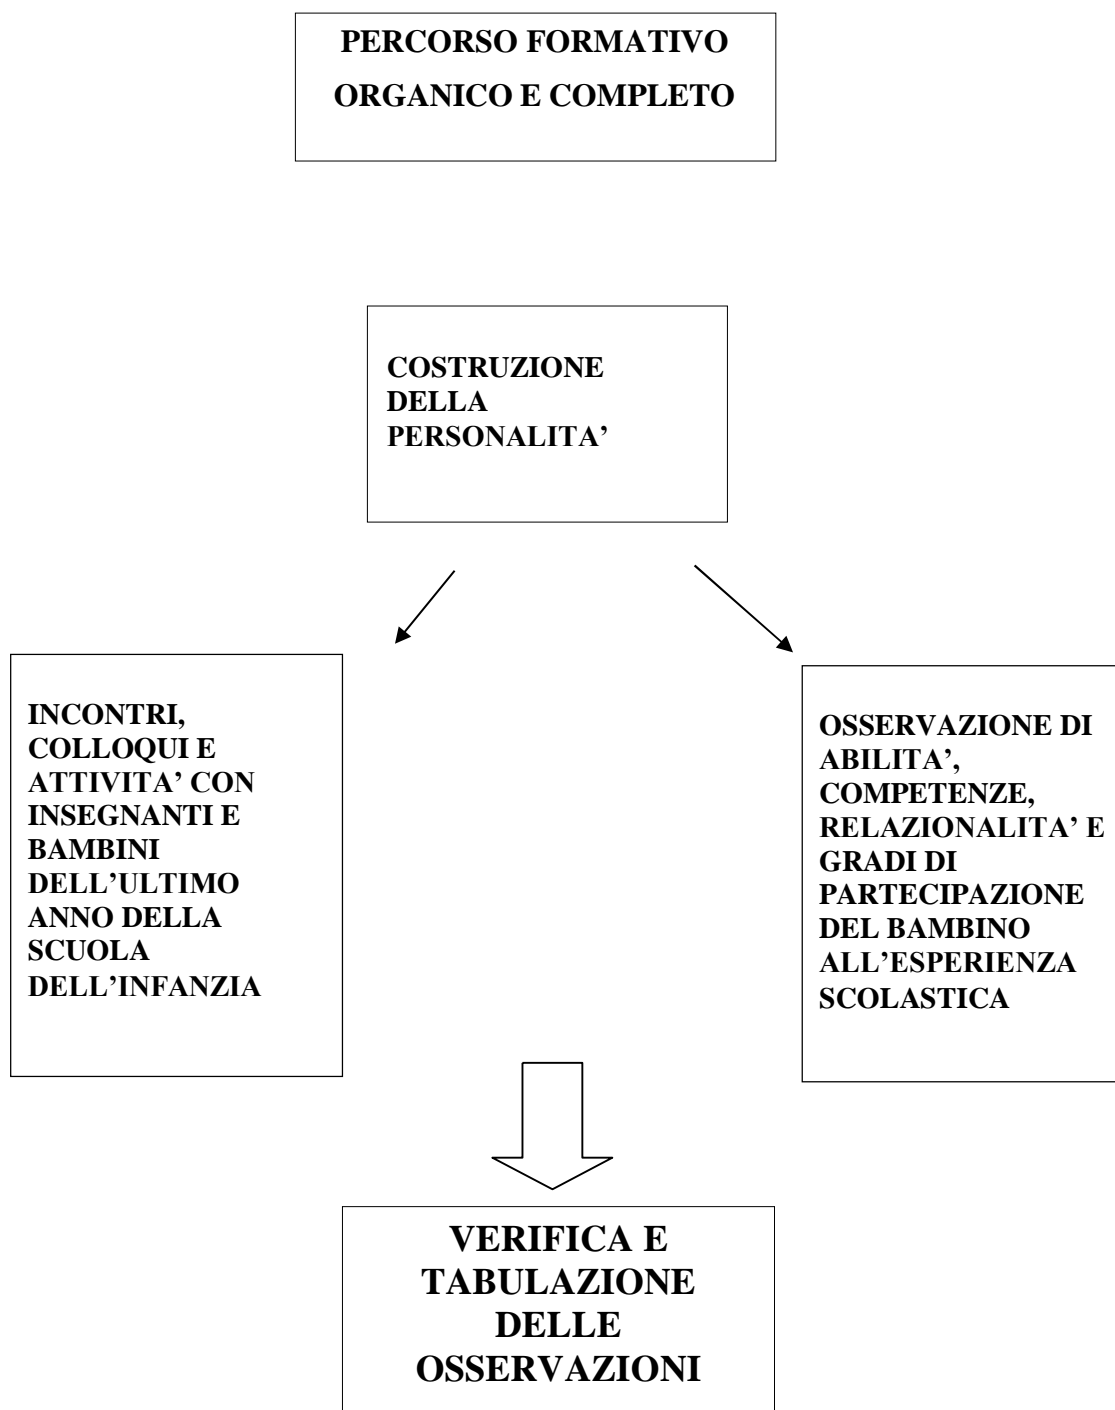 PERCORSO FORMATIVO
ORGANICO E COMPLETO
COSTRUZIONE
DELLA
PERSONALITA’
INCONTRI,
COLLOQUI E
ATTIVITA’ CON
INSEGNANTI E
BAMBINI
DELL’ULTIMO
ANNO DELLA
SCUOLA
DELL’INFANZIA
OSSERVAZIONE DI
ABILITA’,
COMPETENZE,
RELAZIONALITA’ E
GRADI DI
PARTECIPAZIONE
DEL BAMBINO
ALL’ESPERIENZA
SCOLASTICA
VERIFICA E
TABULAZIONE
DELLE
OSSERVAZIONI